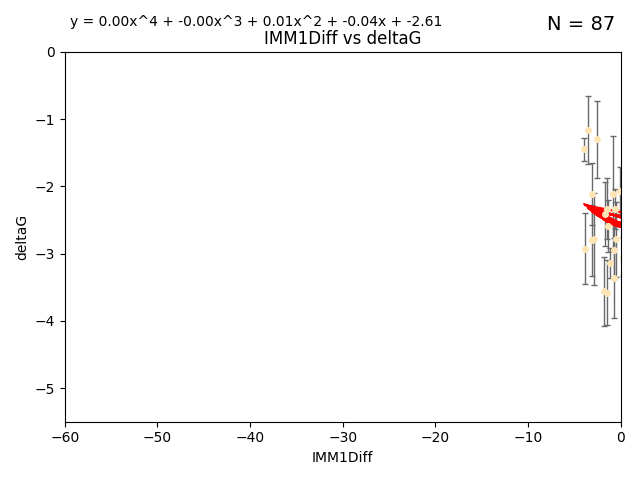 y = 0.00x^4 + -0.00x^3 + 0.01x^2 + -0.04x + -2.61
N = 87
IMM1Diff vs deltaG
0
−1
−2
−3
−4
−5
deltaG
−60 −50 −40 −30 −20 −10 0
IMM1Diff